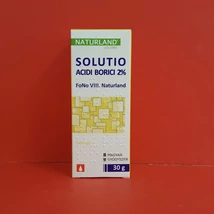 NATURLAND
SOLUTIO
ACIDI BORICI 2%
FoNo VIII. Naturland
30 g